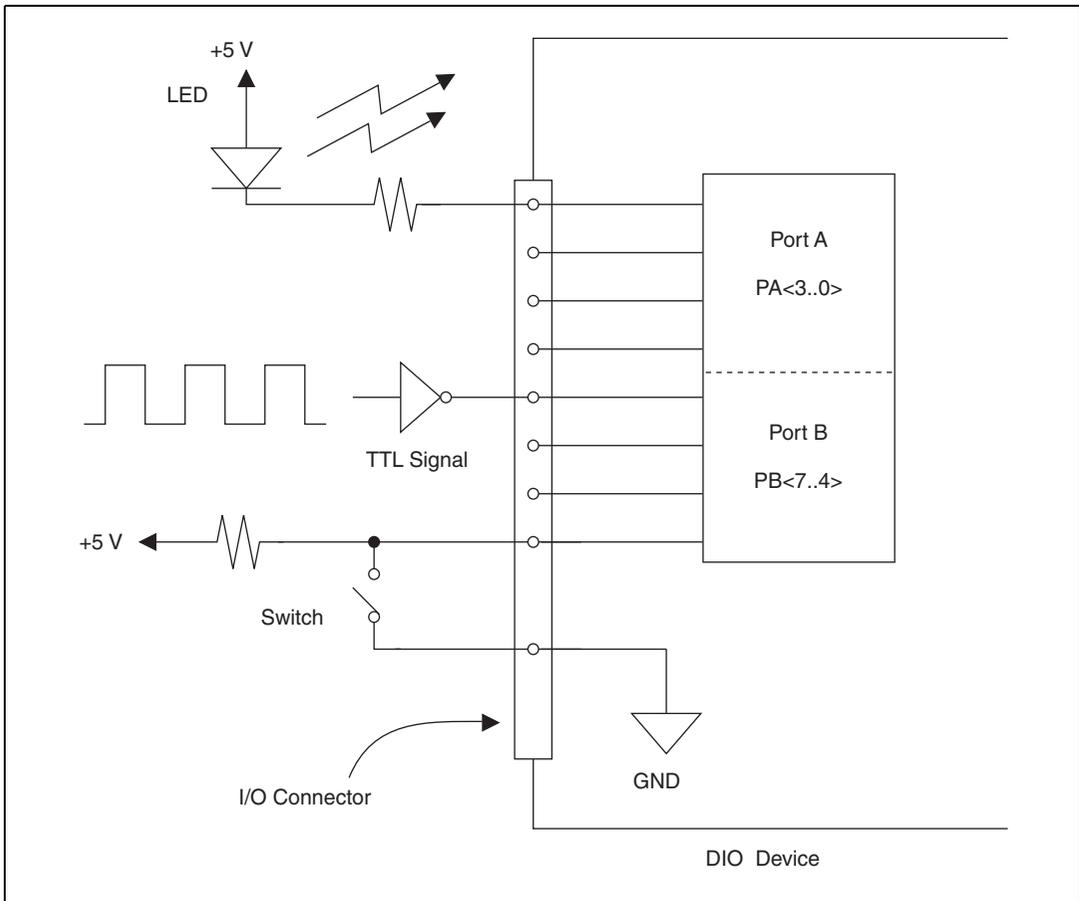 +5 V
LED
Port A
PA<3..0>
Port B
PB<7..4>
TTL Signal
+5 V
Switch
GND
I/O Connector
DIO Device